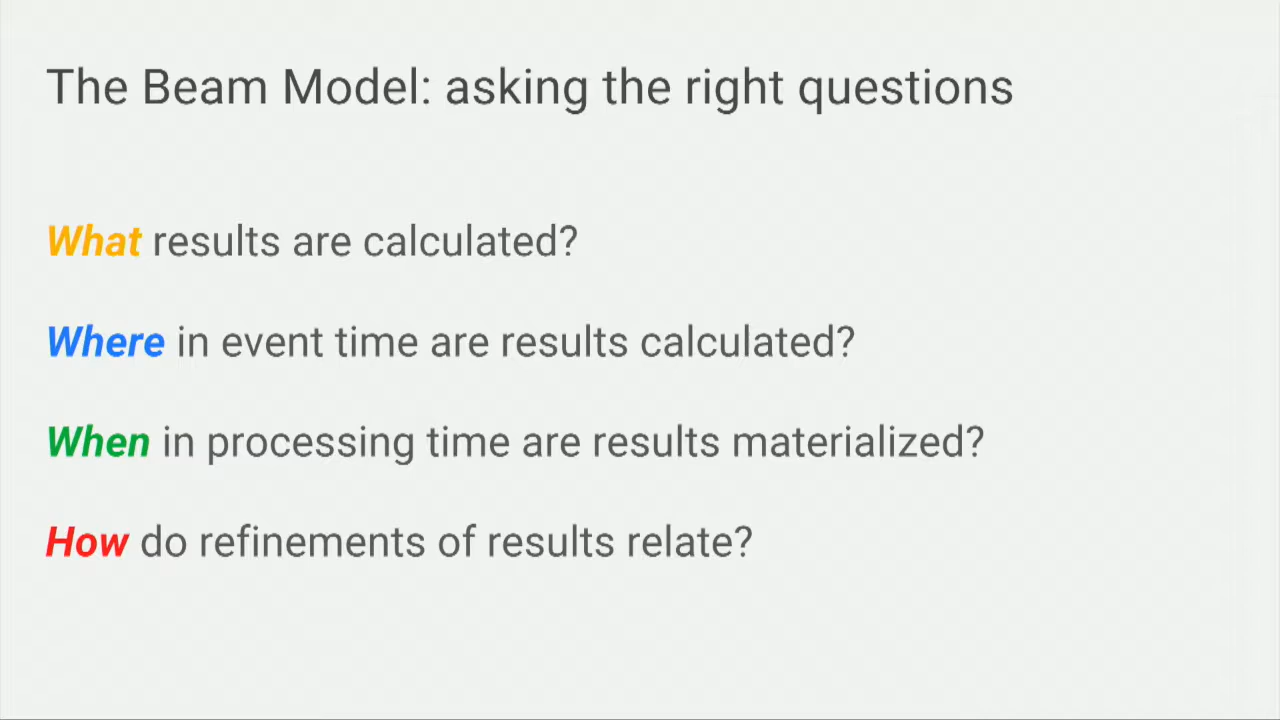 The Beam Model: asking the right questions
What results are calculated?
Where in event time are results calculated?
When in processing time are results materialized?
How do refinements of results relate?